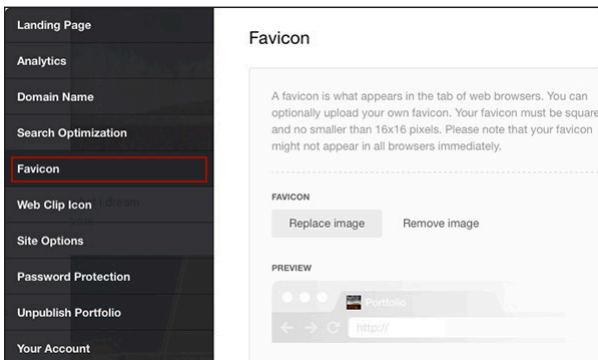 Landing Page
Analytics
Domain Name
Search Optimization
Favicon
Web Clip Icon
i dream
Site Options
Password Protection
Unpublish Portfolio
Your Account
Favicon
A favicon is what appears in the tab of web browsers. You can
optionally upload your own favicon. Your favicon must be square
and no smaller than 16x16 pixels. Please note that your favicon
might not appear in all browsers immediately.
FAVICON
Replace image Remove image
PREVIEW
Portfolio
http://